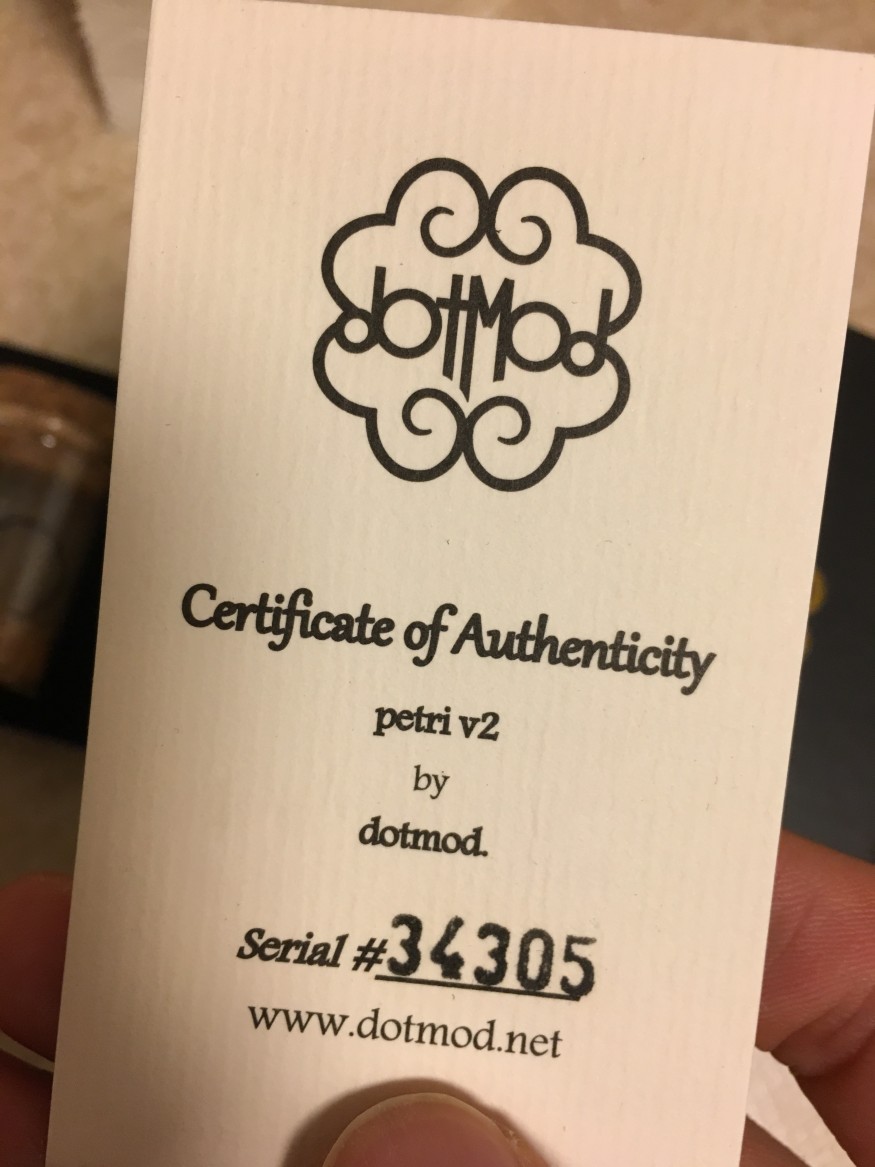 dotMod
Certificate of Authenticity
petri v2
by
dotmod.
Serial #34305
www.dotmod.net